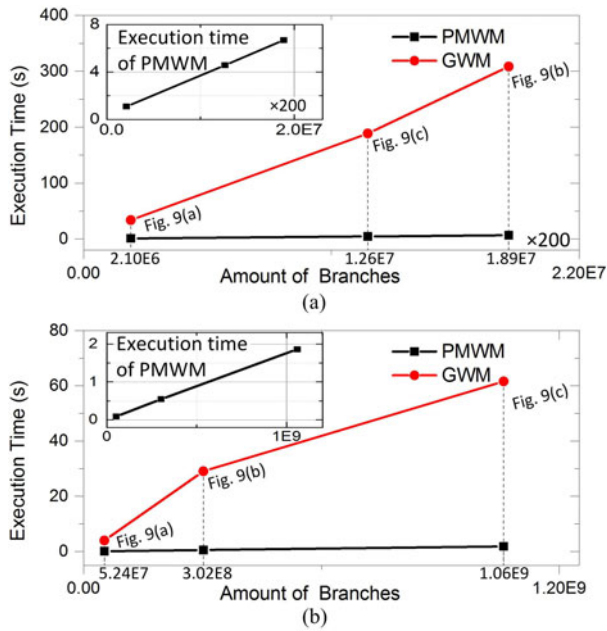 400
300
200
100
0
Execution Time (s)
8
4
0
Execution time
of PMWM
×200
0.0
2.0E7
PMWM
GWM
Fig. 9(a)
Fig. 9(c)
Fig. 9(b)
×200
2.10E6
1.26E7
1.89E7
0.00
Amount of Branches
2.20E7
(a)
80
60
40
20
0
Execution Time (s)
2
1
0
Execution time
of PMWM
0
1E9
PMWM
GWM
Fig. 9(a)
Fig. 9(b)
Fig. 9(c)
5.24E7
3.02E8
1.06E9
0.00
Amount of Branches
1.20E9
(b)